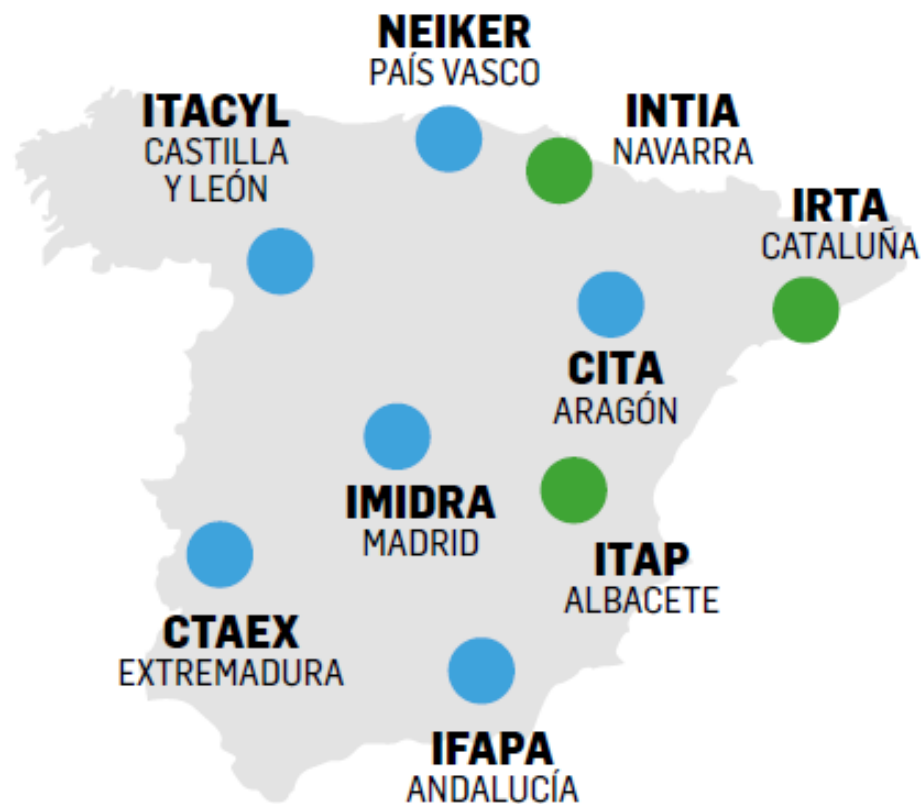 NEIKER
PAÍS VASCO
ITACYL
CASTILLA
Y LEÓN
INTIA
NAVARRA
IRTA
CATALUÑA
CITA
ARAGÓN
IMIDRA
MADRID
ITAP
ALBACETE
CTAEX
EXTREMADURA
IFAPA
ANDALUCÍA